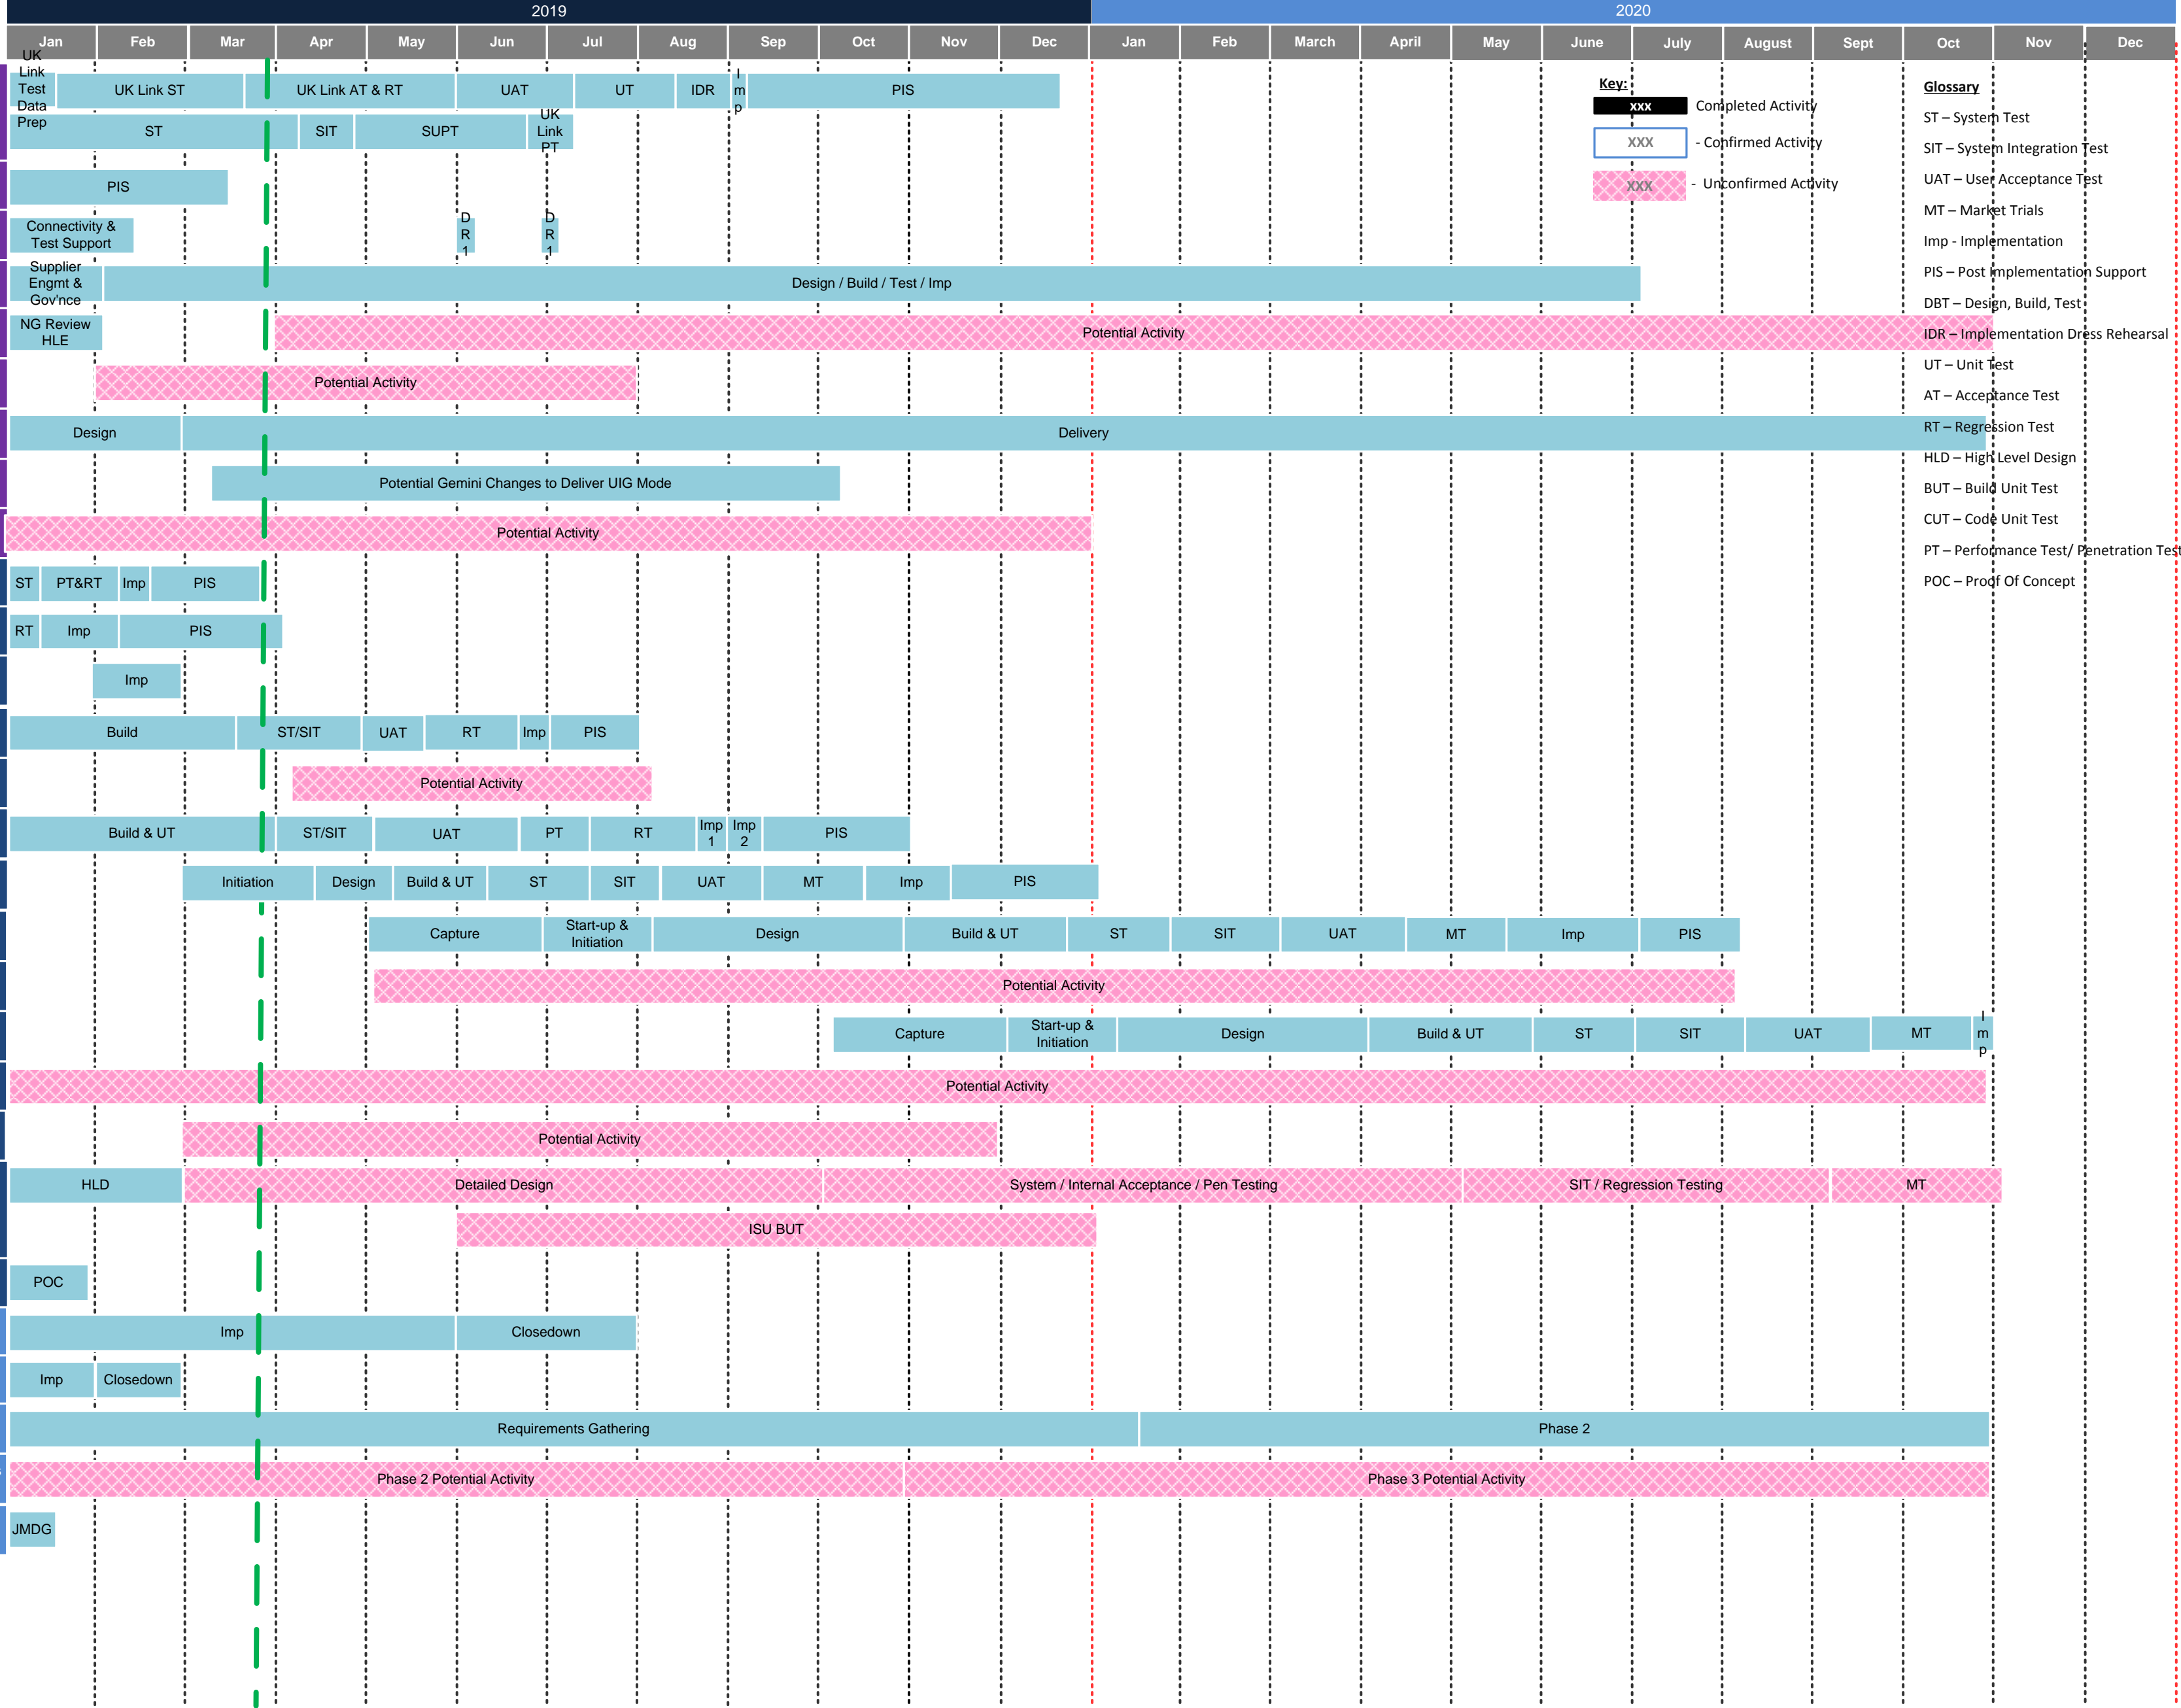 2019
2020
Jan
Feb
Mar
Apr
May
Jun
Jul
Aug
Sep
Oct
Nov
Dec
Jan
Feb
March
April
May
June
July
August
Sept
Oct
Nov
Dec
UK
Link
Test
Data
Prep
UK Link ST
UK Link AT & RT
UAT
UT
IDR
I
m
p
PIS
ST
SIT
SUPT
UK
Link
PT
PIS
Connectivity &
Test Support
D
R
1
D
R
1
Supplier
Engmt &
Gov'nce
Design / Build / Test / Imp
NG Review
HLE
Potential Activity
Potential Activity
Design
Delivery
Potential Gemini Changes to Deliver UIG Mode
Potential Activity
ST
PT&RT
Imp
PIS
RT
Imp
PIS
Imp
Build
ST/SIT
UAT
RT
Imp
PIS
Potential Activity
Build & UT
ST/SIT
UAT
PT
RT
Imp
1
Imp
2
PIS
Initiation
Design
Build & UT
ST
SIT
UAT
MT
Imp
PIS
Capture
Start-up &
Initiation
Design
Build & UT
ST
SIT
UAT
MT
Imp
PIS
Potential Activity
Capture
Start-up &
Initiation
Design
Build & UT
ST
SIT
UAT
MT
I
m
p
Potential Activity
Potential Activity
HLD
Detailed Design
System / Internal Acceptance / Pen Testing
SIT / Regression Testing
MT
ISU BUT
POC
Imp
Closedown
Imp
Closedown
Requirements Gathering
Phase 2
Phase 2 Potential Activity
Phase 3 Potential Activity
JMDG
Key:
xxx
Completed Activity
XXX
- Confirmed Activity
XXX
- Unconfirmed Activity
Glossary
ST – System Test
SIT – System Integration Test
UAT – User Acceptance Test
MT – Market Trials
Imp - Implementation
PIS – Post Implementation Support
DBT – Design, Build, Test
IDR – Implementation Dress Rehearsal
UT – Unit Test
AT – Acceptance Test
RT – Regression Test
HLD – High Level Design
BUT – Build Unit Test
CUT – Code Unit Test
PT – Performance Test/ Penetration Test
POC – Proof Of Concept